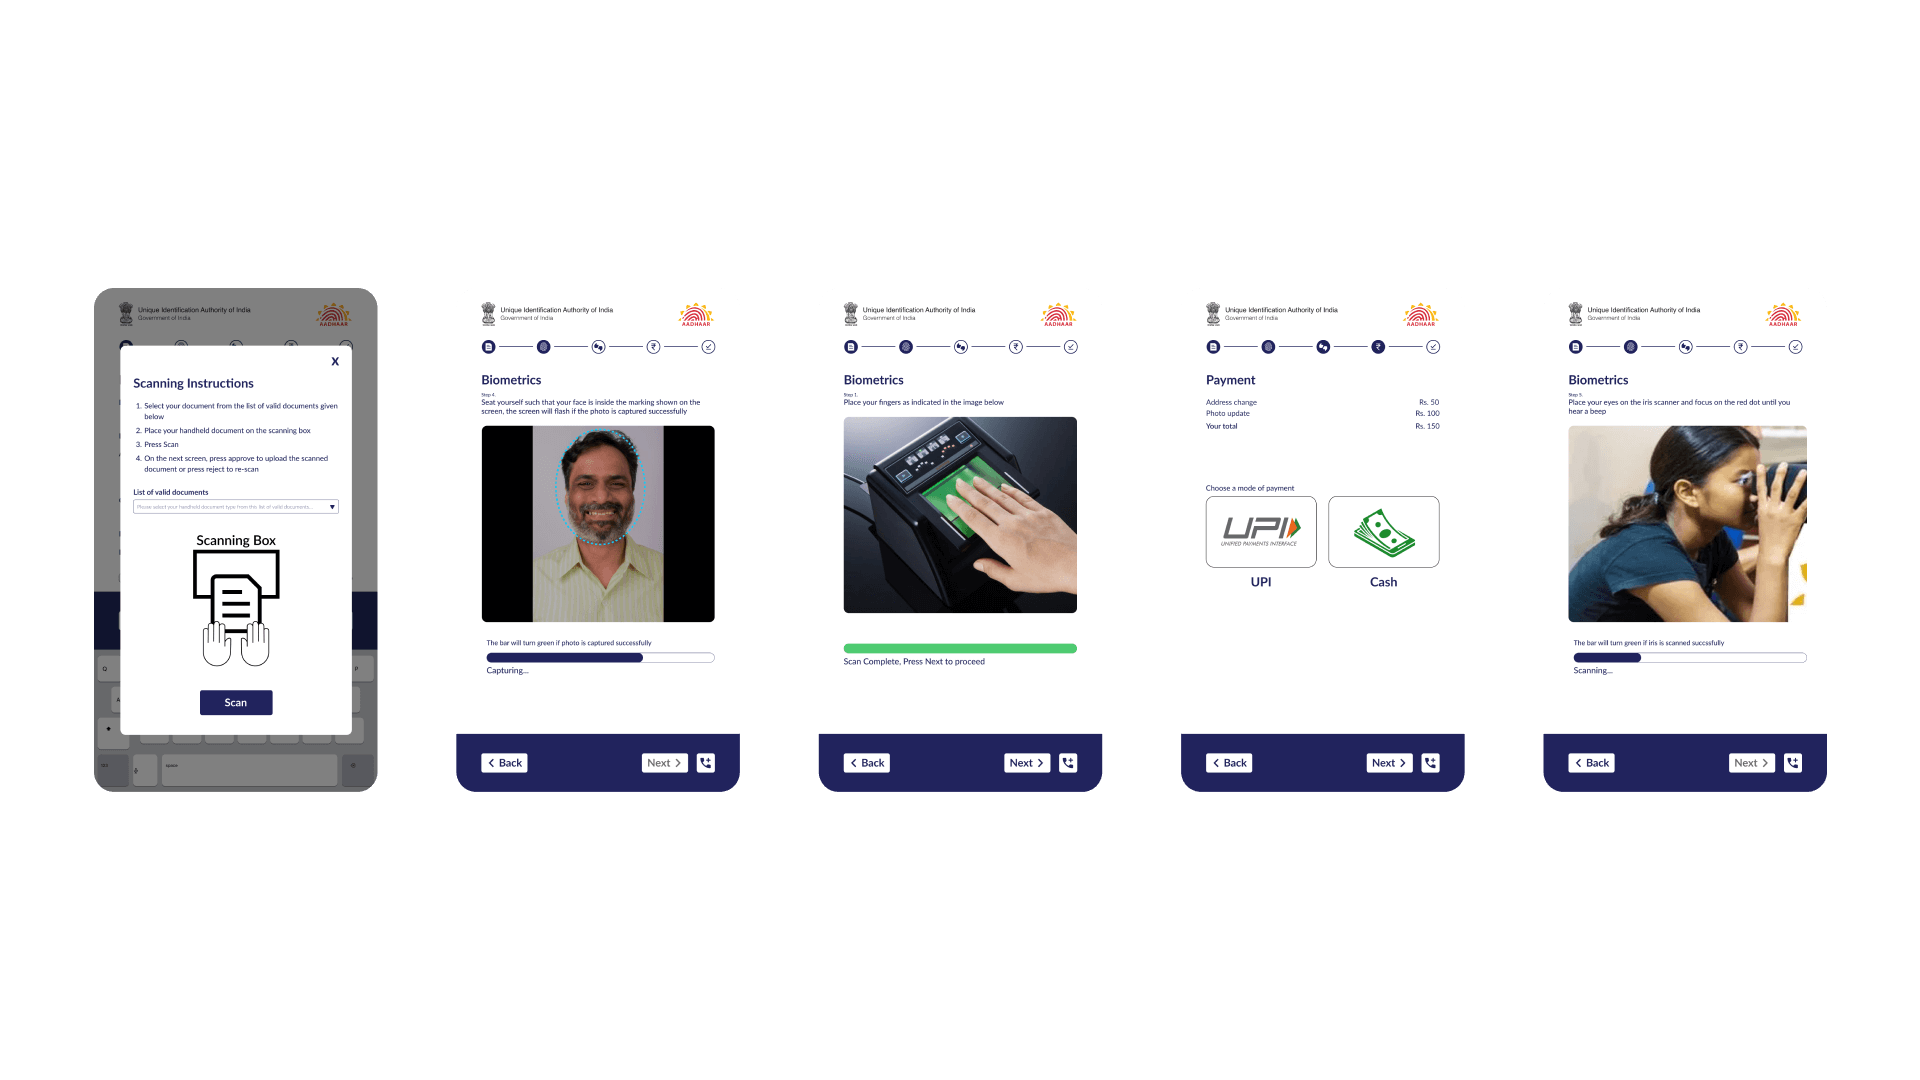 Unique Identification Authority of India
Government of India
AADHAAR
X
Scanning Instructions
1. Select your document from the list of valid documents given
below
2. Place your handheld document on the scanning box
3. Press Scan
4. On the next screen, press approve to upload the scanned
document or press reject to re-scan
List of valid documents
Please select your handheld document type from this list of valid documents...
Scanning Box
Scan
Q
P
A
space
Unique Identification Authority of India
Government of India
AADHAAR
Biometrics
Step 4.
Seat yourself such that your face is inside the marking shown on the
screen, the screen will flash if the photo is captured successfully
The bar will turn green if photo is captured successfully
Capturing...
Back
Next
Unique Identification Authority of India
Government of India
AADHAAR
Biometrics
Step 1.
Place your fingers as indicated in the image below
Scan Complete, Press Next to proceed
Back
Next
Unique Identification Authority of India
Government of India
AADHAAR
₹
Payment
Address change Rs. 50
Photo update Rs. 100
Your total Rs. 150
Choose a mode of payment
UPI
UNIFIED PAYMENTS INTERFACE
UPI
Cash
Back
Next
Unique Identification Authority of India
Government of India
AADHAAR
Biometrics
Step 5.
Place your eyes on the iris scanner and focus on the red dot until you
hear a beep
The bar will turn green if iris is scanned succssfully
Scanning...
Back
Next